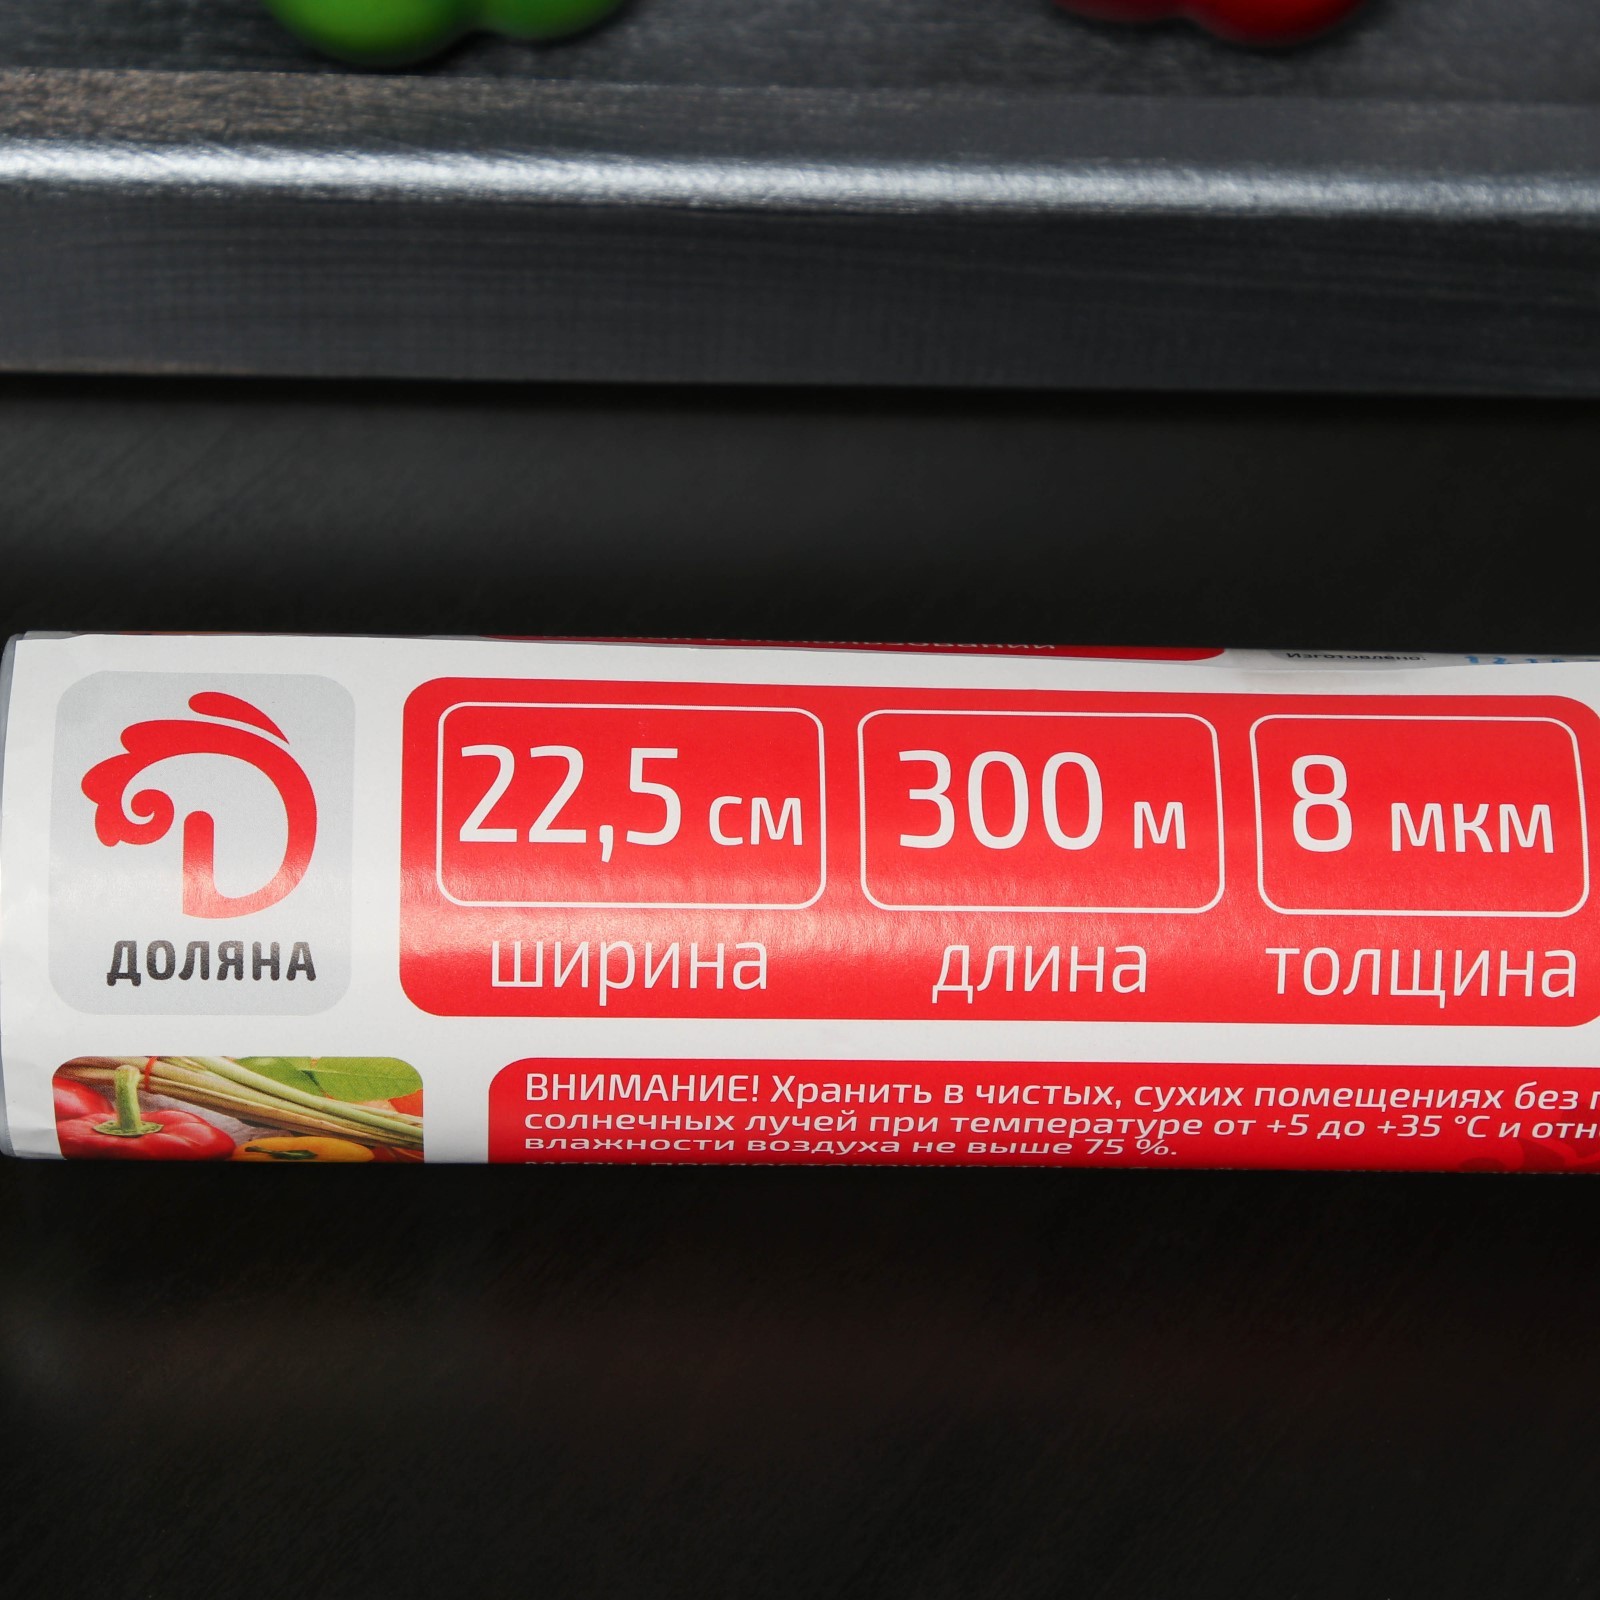 Изготовлено:
ДОЛЯНА
22,5 см
300 м
8 мкм
ширина
длина
толщина
ВНИМАНИЕ! Хранить в чистых, сухих помещениях без
солнечных лучей при температуре от +5 до +35 °С и
влажности воздуха не выше 75 %.